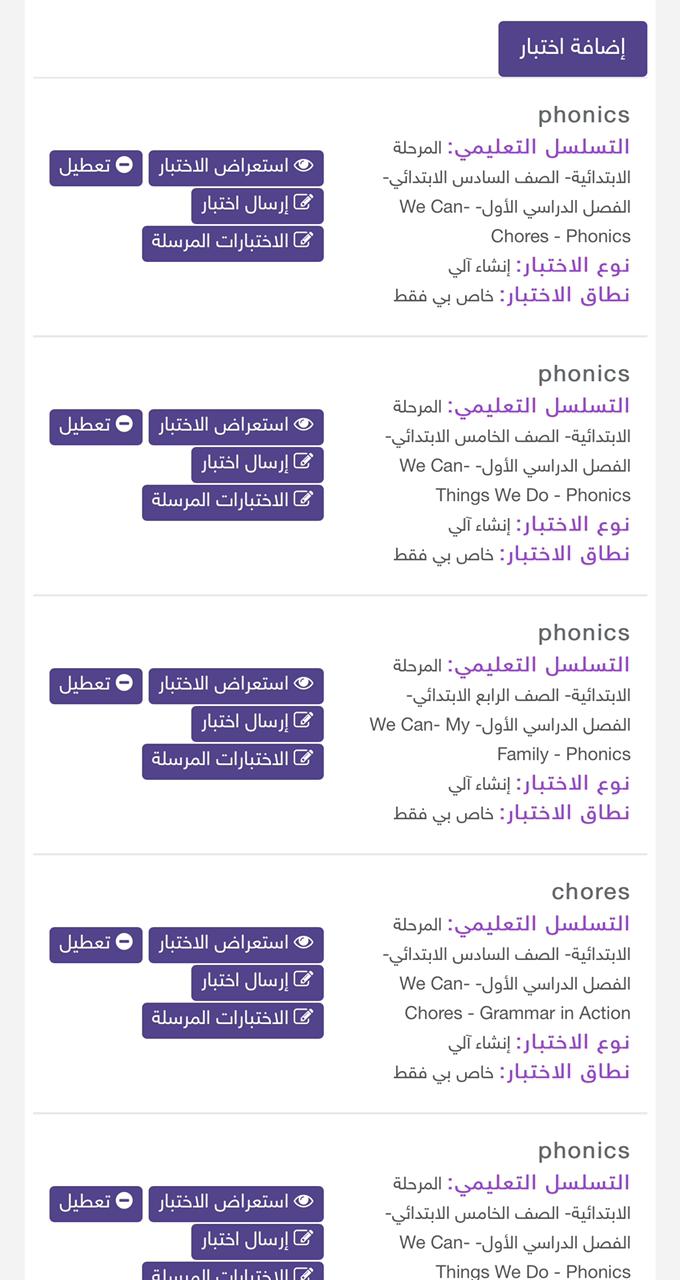 إضافة اختبار
phonics
التسلسل التعليمي: المرحلة
الابتدائية- الصف السادس الابتدائي-
الفصل الدراسي الأول- We Can-
Chores - Phonics
نوع الاختبار: إنشاء آلي
نطاق الاختبار: خاص بي فقط
استعراض الاختبار
تعطيل
إرسال اختبار
الاختبارات المرسلة
phonics
التسلسل التعليمي: المرحلة
الابتدائية- الصف الخامس الابتدائي-
الفصل الدراسي الأول- We Can-
Things We Do - Phonics
نوع الاختبار: إنشاء آلي
نطاق الاختبار: خاص بي فقط
استعراض الاختبار
تعطيل
إرسال اختبار
الاختبارات المرسلة
phonics
التسلسل التعليمي: المرحلة
الابتدائية- الصف الرابع الابتدائي-
الفصل الدراسي الأول- We Can- My
Family - Phonics
نوع الاختبار: إنشاء آلي
نطاق الاختبار: خاص بي فقط
استعراض الاختبار
تعطيل
إرسال اختبار
الاختبارات المرسلة
chores
التسلسل التعليمي: المرحلة
الابتدائية- الصف السادس الابتدائي-
الفصل الدراسي الأول- We Can-
Chores - Grammar in Action
نوع الاختبار: إنشاء آلي
نطاق الاختبار: خاص بي فقط
استعراض الاختبار
تعطيل
إرسال اختبار
الاختبارات المرسلة
phonics
التسلسل التعليمي: المرحلة
الابتدائية- الصف الخامس الابتدائي-
الفصل الدراسي الأول- We Can-
Things We Do - Phonics
استعراض الاختبار
تعطيل
إرسال اختبار
الاختبارات المرسلة